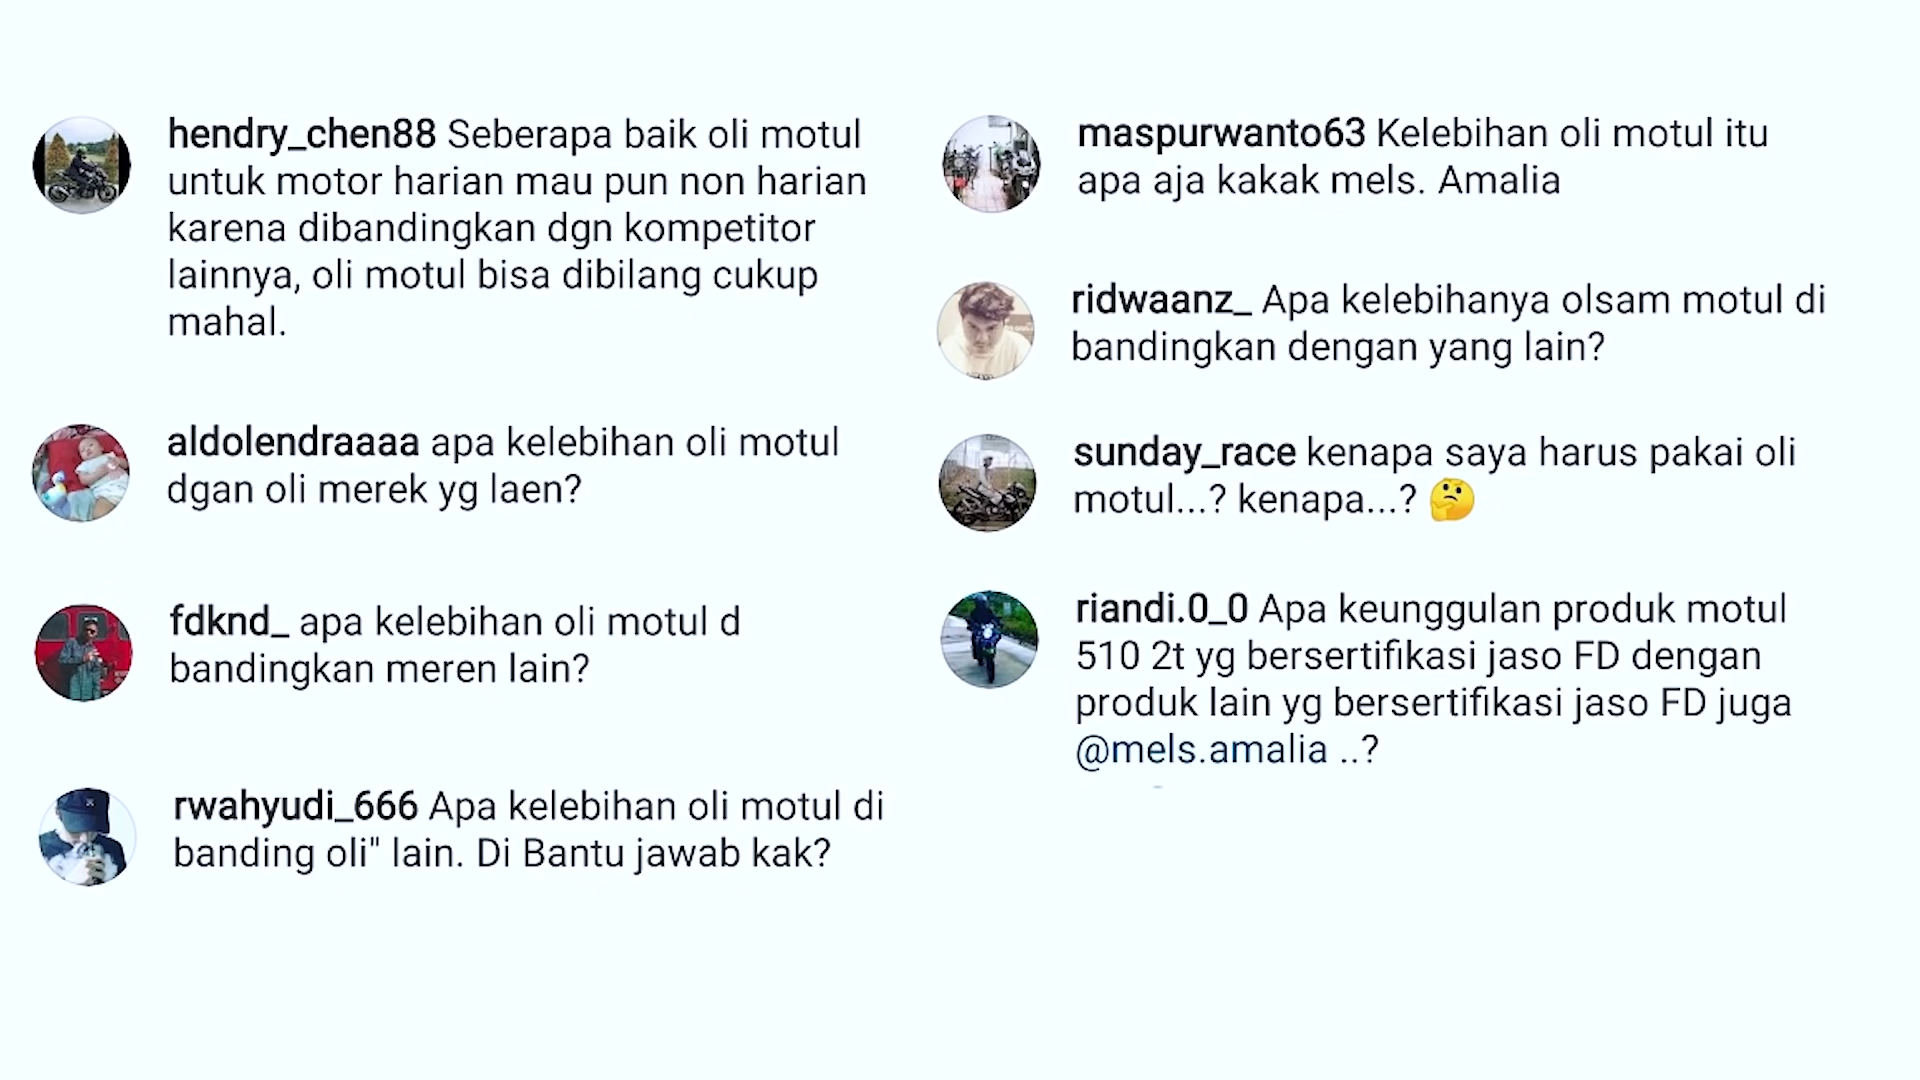 hendry_chen88 Seberapa baik oli motul
untuk motor harian mau pun non harian
karena dibandingkan dgn kompetitor
lainnya, oli motul bisa dibilang cukup
mahal.
aldolendraaaa apa kelebihan oli motul
dgan oli merek yg laen?
fdknd_ apa kelebihan oli motul d
bandingkan meren lain?
rwahyudi_666 Apa kelebihan oli motul di
banding oli" lain. Di Bantu jawab kak?
maspurwanto63 Kelebihan oli motul itu
apa aja kakak mels. Amalia
ridwaanz_ Apa kelebihanya olsam motul di
bandingkan dengan yang lain?
sunday_race kenapa saya harus pakai oli
motul...? kenapa...? 🤔
riandi.0_0 Apa keunggulan produk motul
510 2t yg bersertifikasi jaso FD dengan
produk lain yg bersertifikasi jaso FD juga
@mels.amalia ..?